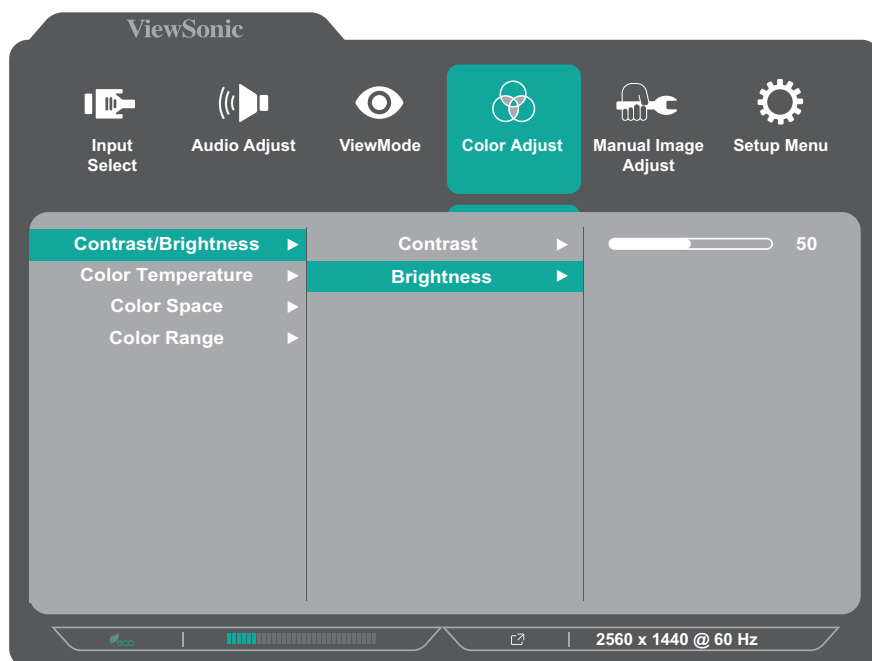 ViewSonic
Input Select
Audio Adjust
ViewMode
Color Adjust
Manual Image Adjust
Setup Menu
Contrast/Brightness
Contrast
50
Color Temperature
Brightness
Color Space
Color Range
eco
2560 x 1440 @ 60 Hz